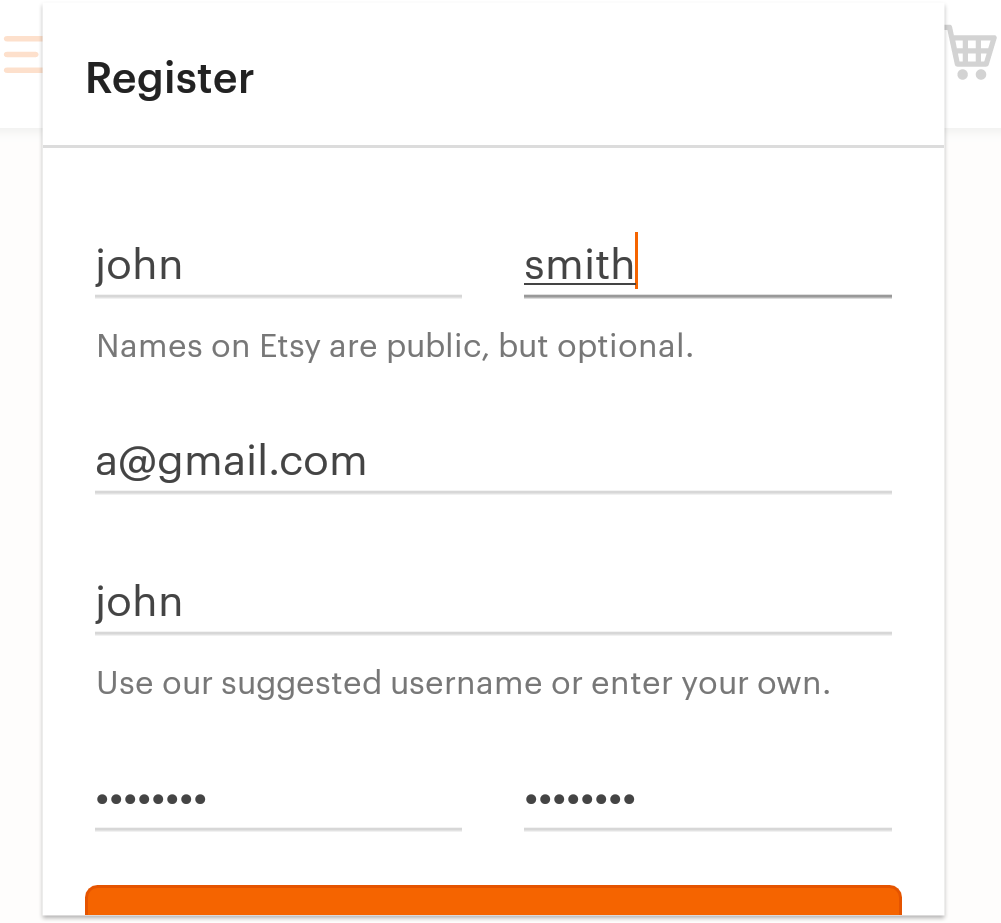 Register
john smith
Names on Etsy are public, but optional.
a@gmail.com
john
Use our suggested username or enter your own.
•••••••• ••••••••